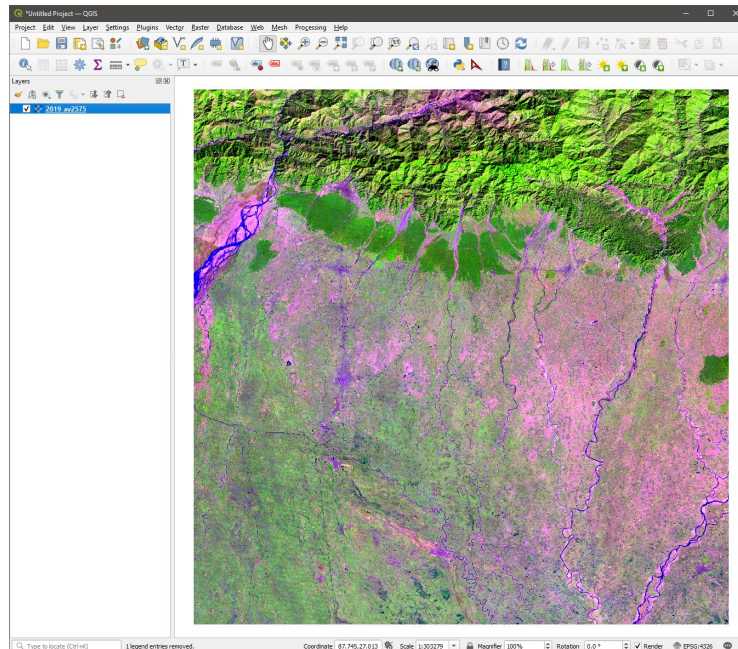 *Untitled Project — QGIS
Project Edit View Layer Settings Plugins Vector Raster Database Web Mesh Processing Help
Layers
2019_av2575
Type to locate (Ctrl+K)
1 legend entries removed.
Coordinate 87.745,27.013
Scale 1:303279
Magnifier 100%
Rotation 0.0 °
Render
EPSG:4326